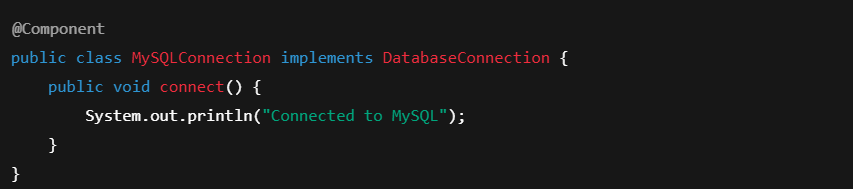 @Component
public class MySQLConnection implements DatabaseConnection {
    public void connect() {
        System.out.println("Connected to MySQL");
    }
}